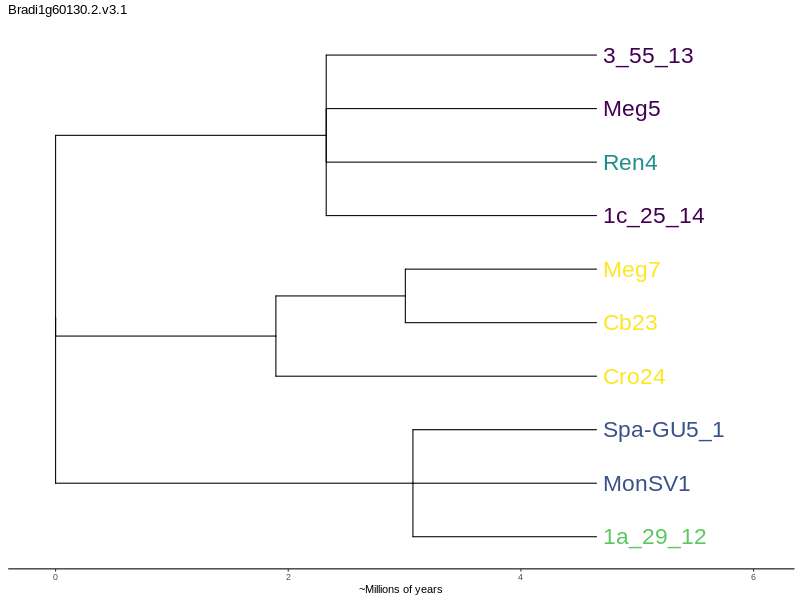 Bradi1g60130.2.v3.1
3_55_13
Meg5
Ren4
1c_25_14
Meg7
Cb23
Cro24
Spa-GU5_1
MonSV1
1a_29_12
0 2 4 6
~Millions of years